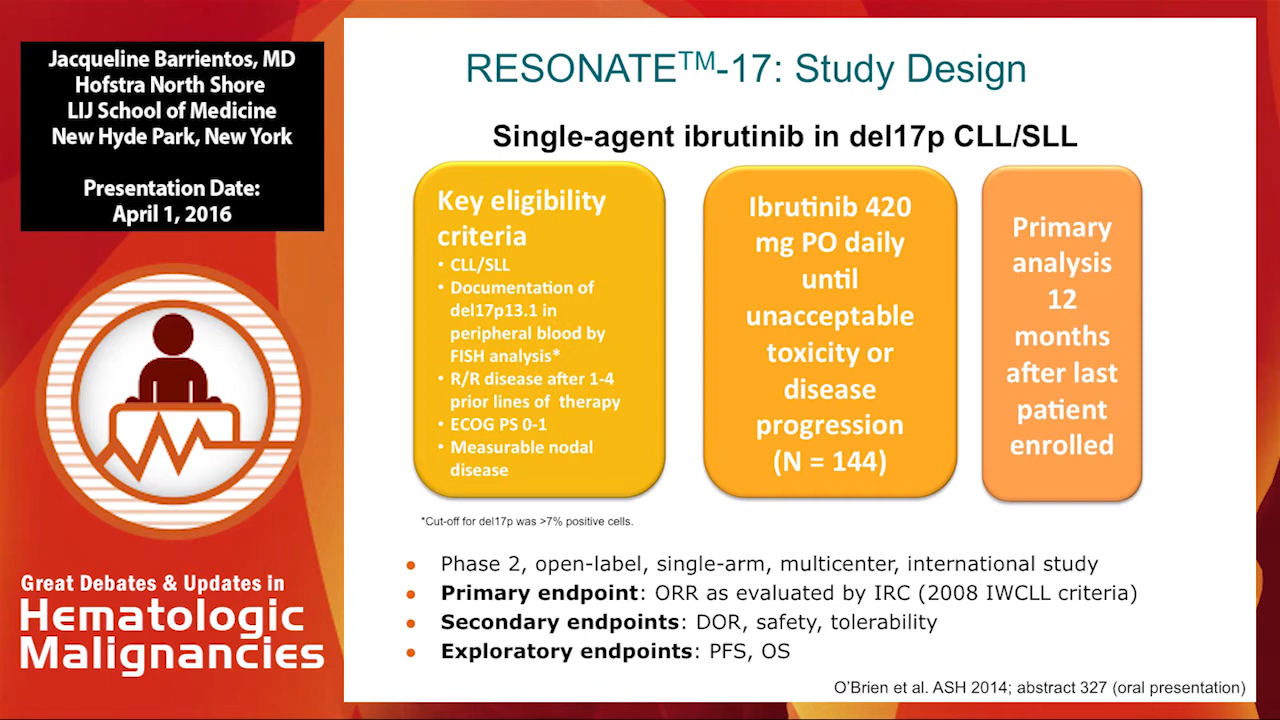 Jacqueline Barrientos, MD
Hofstra North Shore
LIJ School of Medicine
New Hyde Park, New York
Presentation Date:
April 1, 2016
Great Debates & Updates in
Hematologic
Malignancies
RESONATE™-17: Study Design
Single-agent ibrutinib in del17p CLL/SLL
Key eligibility
criteria
• CLL/SLL
• Documentation of
del17p13.1 in
peripheral blood by
FISH analysis*
• R/R disease after 1-4
prior lines of therapy
• ECOG PS 0-1
• Measurable nodal
disease
Ibrutinib 420
mg PO daily
until
unacceptable
toxicity or
disease
progression
(N = 144)
Primary
analysis
12
months
after last
patient
enrolled
*Cut-off for del17p was >7% positive cells.
• Phase 2, open-label, single-arm, multicenter, international study
• Primary endpoint: ORR as evaluated by IRC (2008 IWCLL criteria)
• Secondary endpoints: DOR, safety, tolerability
• Exploratory endpoints: PFS, OS
O'Brien et al. ASH 2014; abstract 327 (oral presentation)